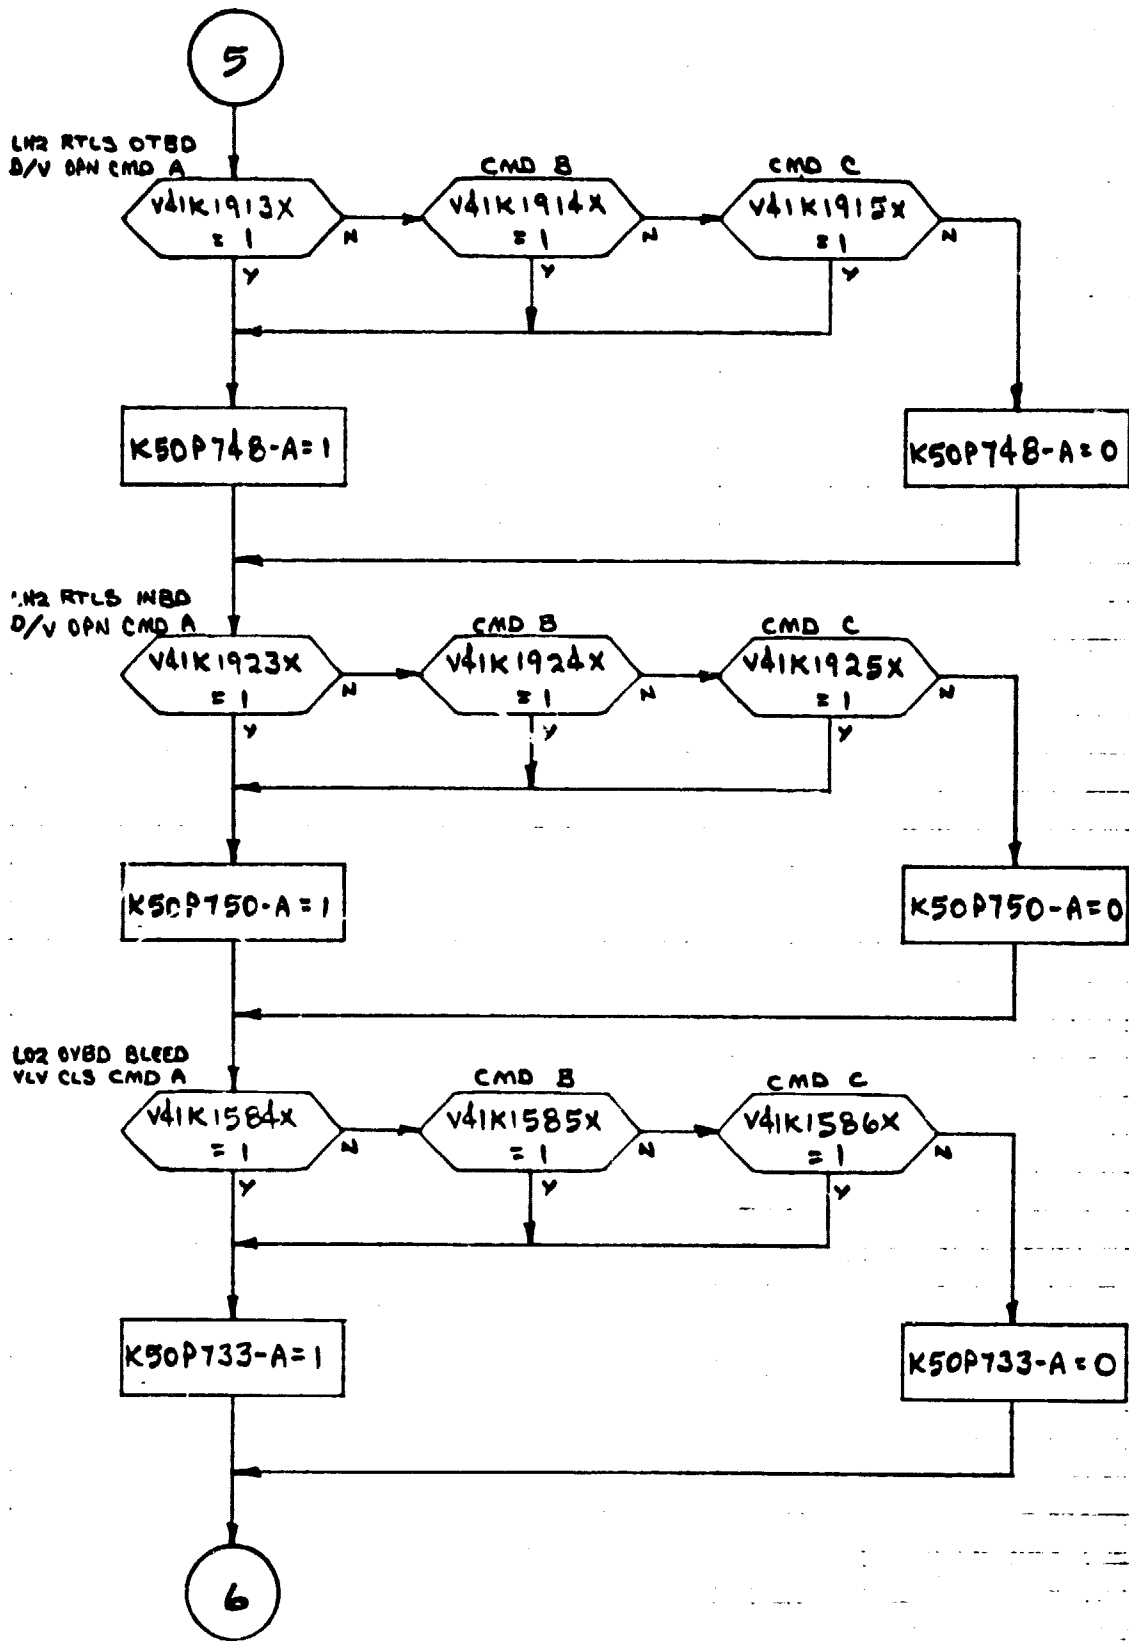 5
LH2 RTLS OTBD
D/V OPN CMD A
CMD B
CMD C
V41K1913X
= 1
N
Y
V41K1914X
= 1
N
Y
V41K1915X
= 1
N
Y
K50P748-A=1
K50P748-A=0
LH2 RTLS INBD
D/V OPN CMD A
CMD B
CMD C
V41K1923X
= 1
N
Y
V41K1924X
= 1
N
Y
V41K1925X
= 1
N
Y
K50P750-A=1
K50P750-A=0
LO2 OVBD BLEED
VLV CLS CMD A
CMD B
CMD C
V41K1584X
= 1
N
Y
V41K1585X
= 1
N
Y
V41K1586X
= 1
N
Y
K50P733-A=1
K50P733-A=0
6